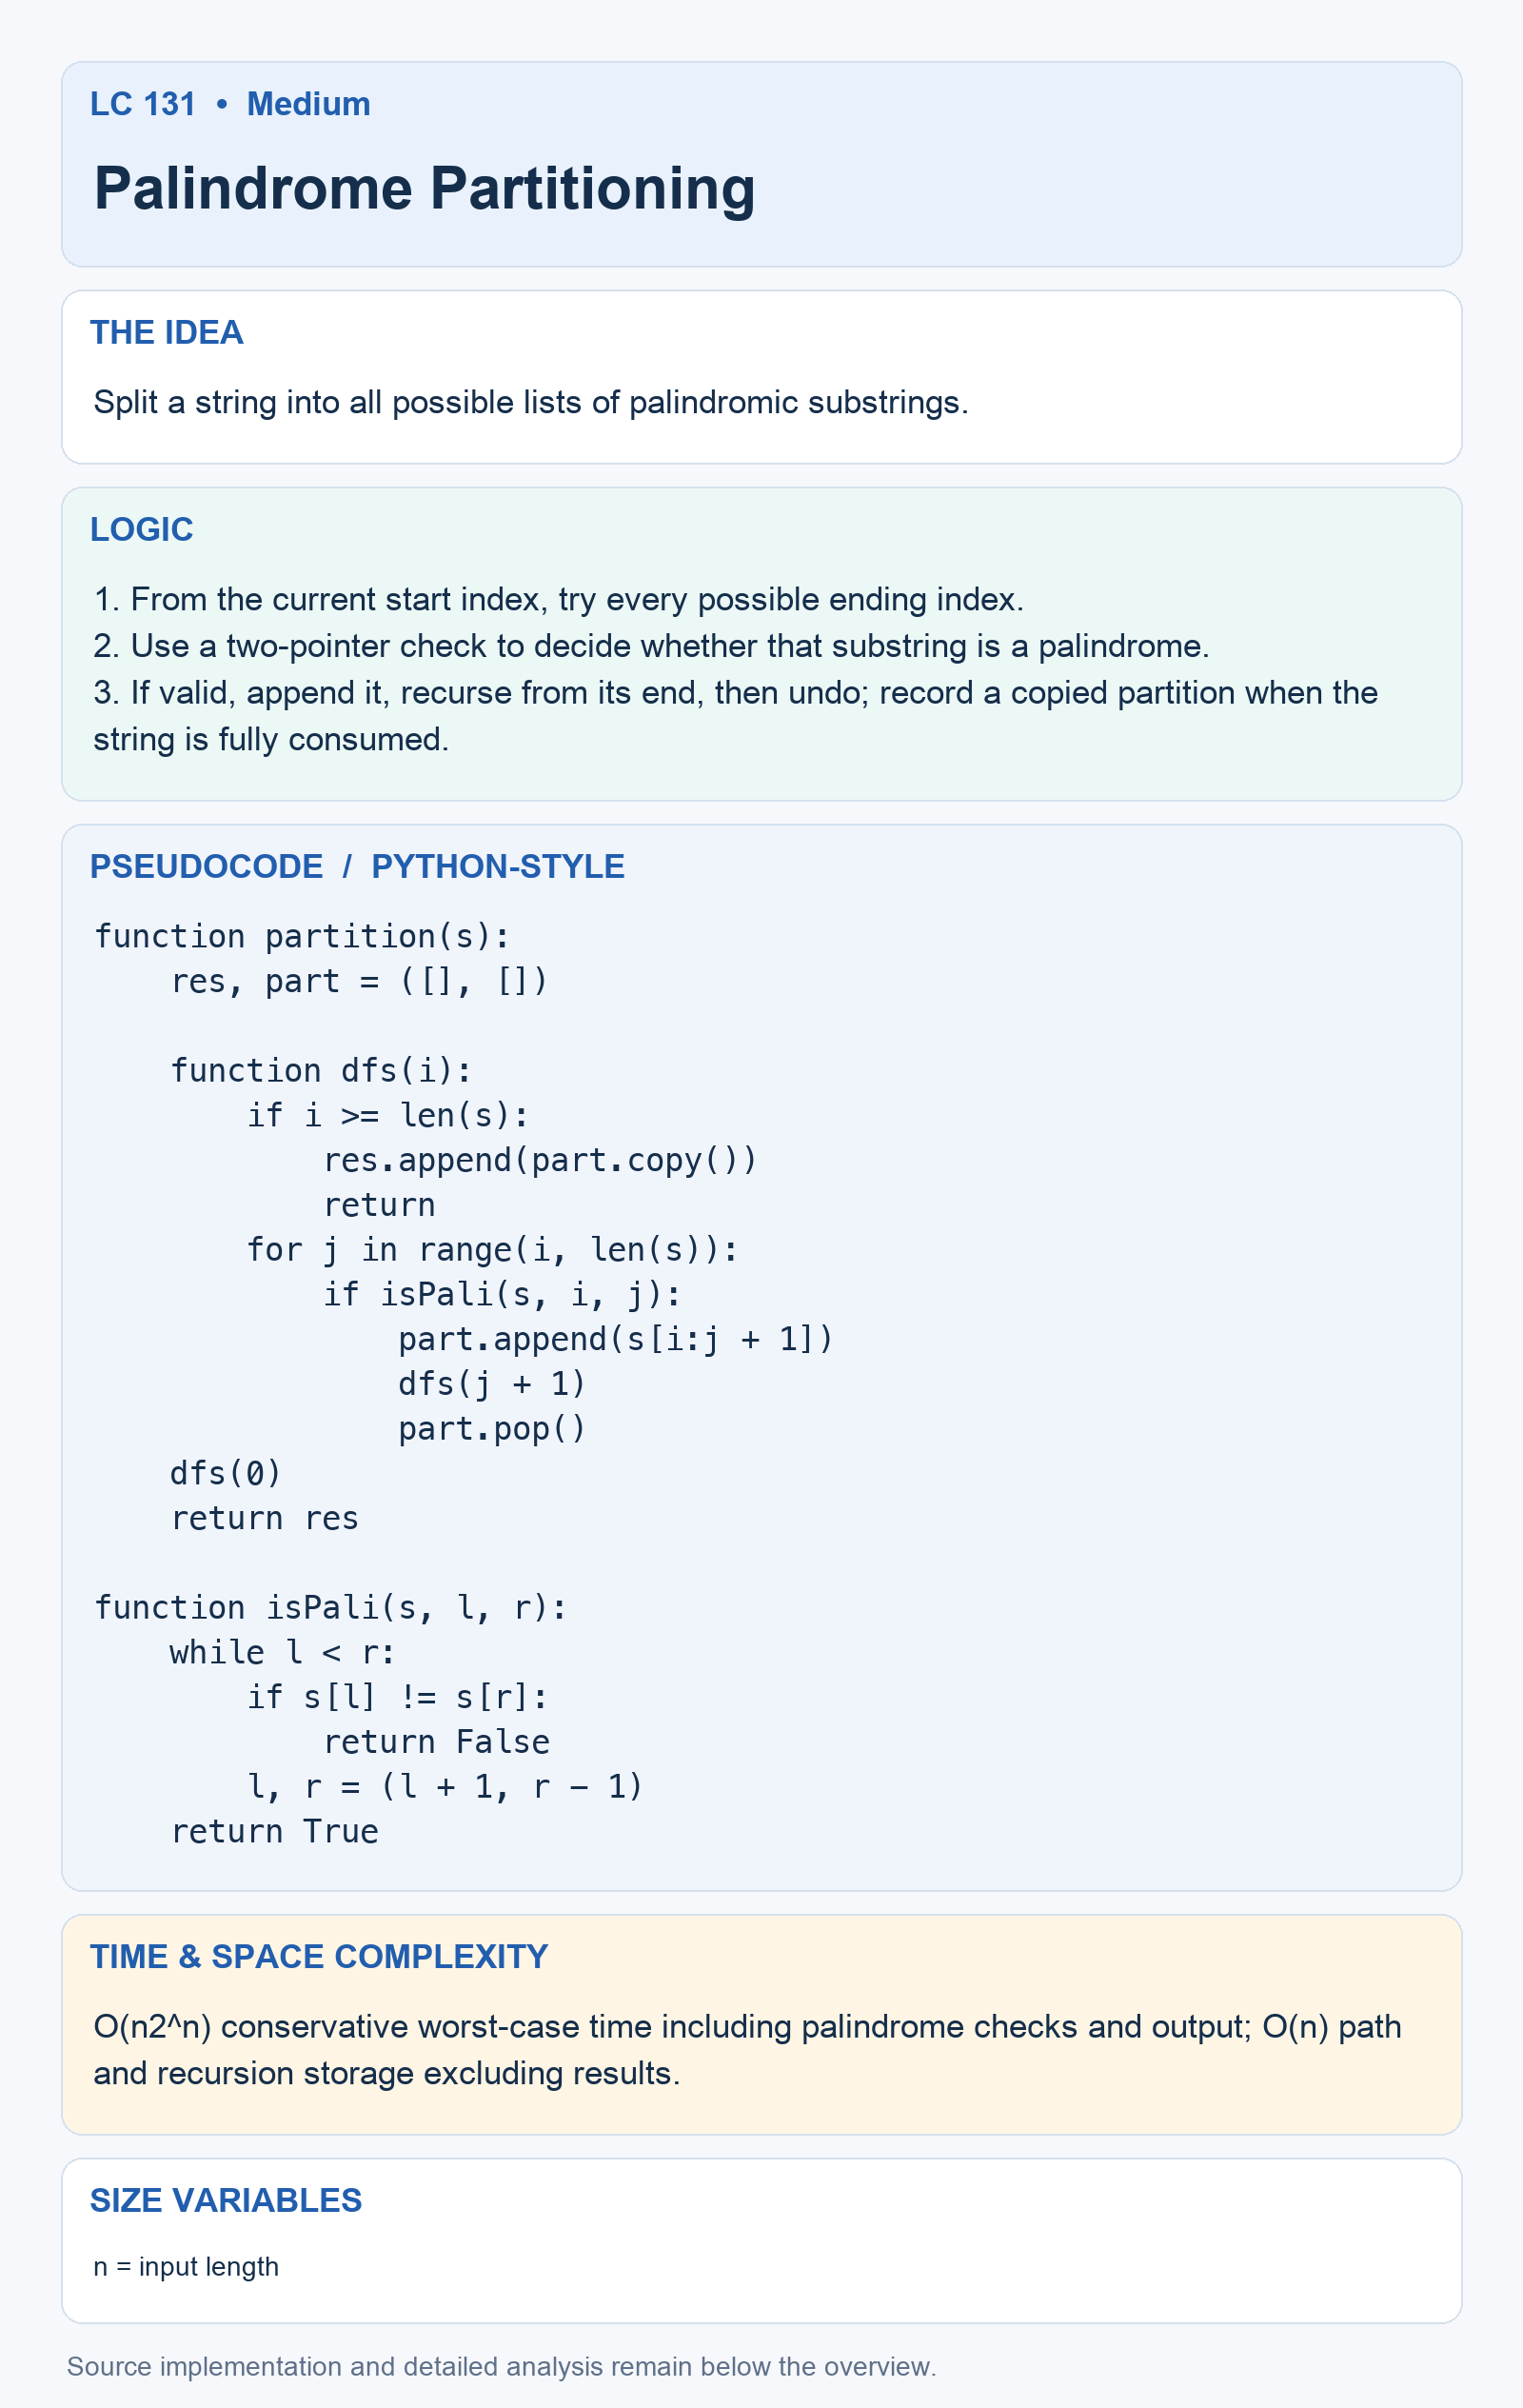 LC 131 • Medium
Palindrome Partitioning
THE IDEA
Split a string into all possible lists of palindromic substrings.
LOGIC
1. From the current start index, try every possible ending index.
2. Use a two-pointer check to decide whether that substring is a palindrome.
3. If valid, append it, recurse from its end, then undo; record a copied partition when the
string is fully consumed.
PSEUDOCODE / PYTHON-STYLE
function partition(s):
    res, part = ([], [])
    function dfs(i):
        if i >= len(s):
            res.append(part.copy())
            return
        for j in range(i, len(s)):
            if isPali(s, i, j):
                part.append(s[i:j + 1])
                dfs(j + 1)
                part.pop()
    dfs(0)
    return res
function isPali(s, l, r):
    while l < r:
        if s[l] != s[r]:
            return False
        l, r = (l + 1, r − 1)
    return True
TIME & SPACE COMPLEXITY
O(n2^n) conservative worst-case time including palindrome checks and output; O(n) path
and recursion storage excluding results.
SIZE VARIABLES
n = input length
Source implementation and detailed analysis remain below the overview.